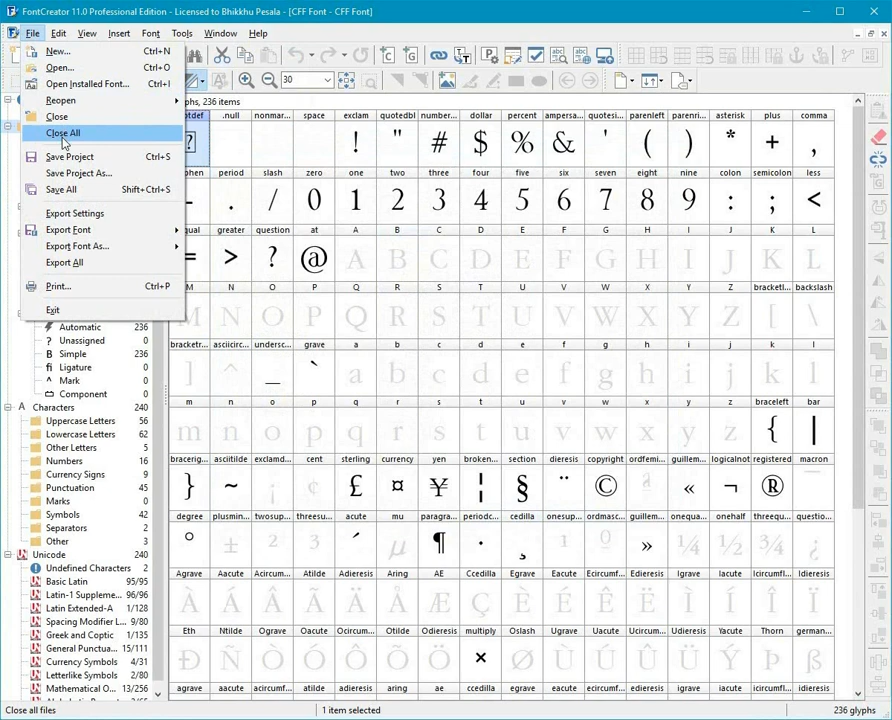 FontCreator 11.0 Professional Edition - Licensed to Bhikkhu Pesala - [CFF Font - CFF Font]
File Edit View Insert Font Tools Window Help
New... Ctrl+N
Open... Ctrl+O
Open Installed Font... Ctrl+I
Reopen
Close
Close All
Save Project Ctrl+S
Save Project As...
Save All Shift+Ctrl+S
Export Settings
Export Font
Export Font As...
Export All
Print... Ctrl+P
Exit
30
phs, 236 items
Automatic 236
Unassigned 0
Simple 236
Ligature 0
Mark 0
Component 0
Characters 240
Uppercase Letters 56
Lowercase Letters 62
Other Letters 5
Numbers 16
Currency Signs 9
Punctuation 45
Marks 0
Symbols 42
Separators 2
Other 3
Unicode 240
Undefined Characters 2
Basic Latin 95/95
Latin-1 Suppleme... 96/96
Latin Extended-A 1/128
Spacing Modifier L... 9/80
Greek and Coptic 1/135
General Punctua... 15/111
Currency Symbols 4/31
Letterlike Symbols 2/80
Mathematical O... 13/256
otdef .null nonmar... space exclam quotedbl number... dollar percent ampersa... quotesi... parenleft parenri... asterisk plus comma
? ! " # $ % & ' ( ) * + ,
phen period slash zero one two three four five six seven eight nine colon semicolon less
- . / 0 1 2 3 4 5 6 7 8 9 : ; <
qual greater question at A B C D E F G H I J K L
= > ? @ A B C D E F G H I J K L
M N O P Q R S T U V W X Y Z bracketl... backslash
M N O P Q R S T U V W X Y Z [ \
bracketr... asciicirc... undersc... grave a b c d e f g h i j k l
] ^ _ ` a b c d e f g h i j k l
m n o p q r s t u v w x y z braceleft bar
m n o p q r s t u v w x y z { |
bracerig... asciitilde exclamd... cent sterling currency yen broken... section dieresis copyright ordfemi... guillem... logicalnot registered macron
} ~ ¡ ¢ £ ¤ ¥ ¦ § ¨ © ª « ¬ ® ¯
degree plusmin... twosup... threesu... acute mu paragra... periodc... cedilla onesup... ordmasc... guillem... onequa... onehalf threequ... questio...
° ± ² ³ ´ µ ¶ · ¸ ¹ º » ¼ ½ ¾ ¿
Agrave Aacute Acircum... Atilde Adieresis Aring AE Ccedilla Egrave Eacute Ecircumf... Edieresis Igrave Iacute Icircumfl... Idieresis
À Á Â Ã Ä Å Æ Ç È É Ê Ë Ì Í Î Ï
Eth Ntilde Ograve Oacute Ocircum... Otilde Odieresis multiply Oslash Ugrave Uacute Ucircum... Udieresis Yacute Thorn german...
Ð Ñ Ò Ó Ô Õ Ö × Ø Ù Ú Û Ü Ý Þ ß
agrave aacute acircumf... atilde adieresis aring ae ccedilla egrave eacute ecircumf... edieresis igrave iacute icircumfl... idieresis
Close all files 1 item selected 236 glyphs